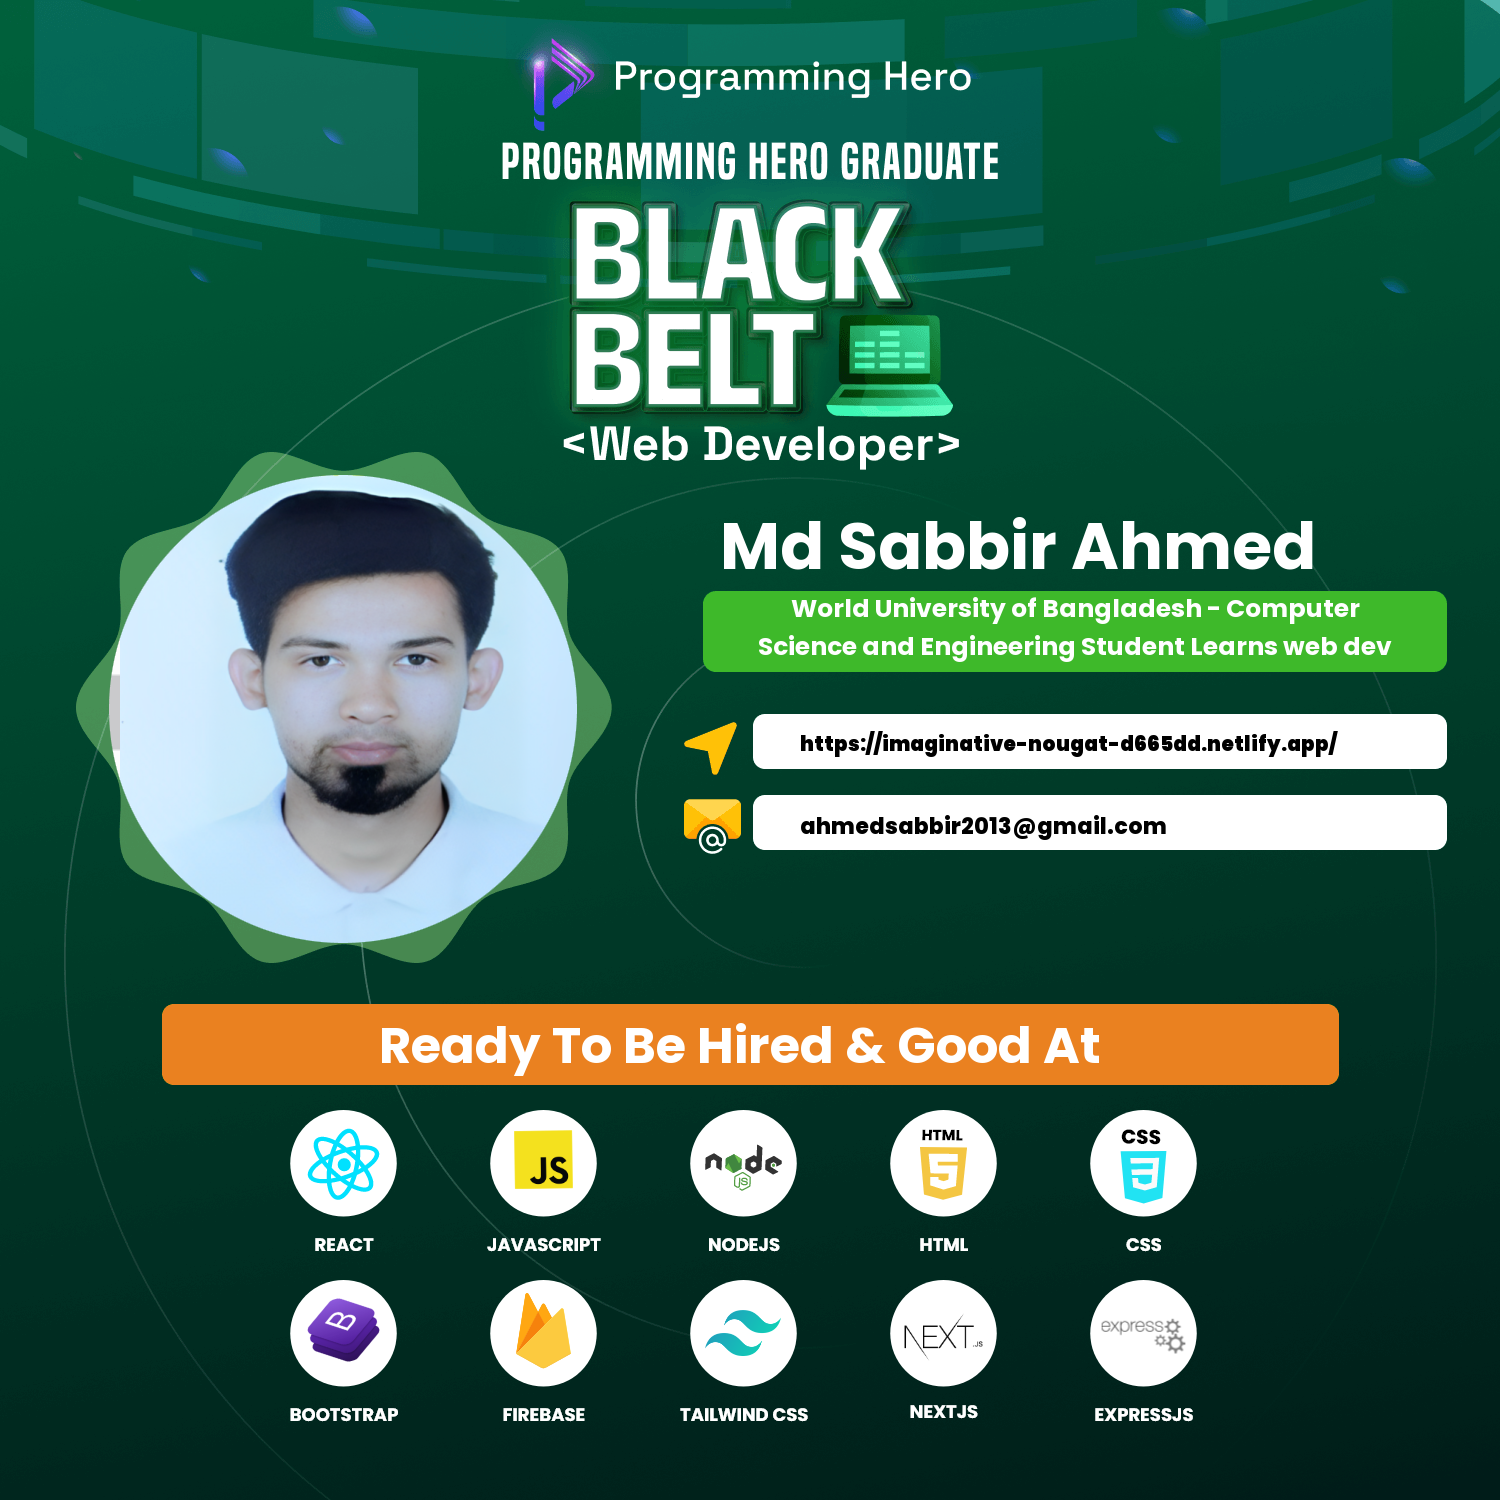 Programming Hero
PROGRAMMING HERO GRADUATE
BLACK
BELT
<Web Developer>
Md Sabbir Ahmed
World University of Bangladesh - Computer
Science and Engineering Student Learns web dev
https://imaginative-nougat-d665dd.netlify.app/
@
ahmedsabbir2013@gmail.com
Ready To Be Hired & Good At
JS
node
JS
HTML
5
CSS
3
REACT
JAVASCRIPT
NODEJS
HTML
CSS
B
NEXT.JS
express
BOOTSTRAP
FIREBASE
TAILWIND CSS
NEXTJS
EXPRESSJS